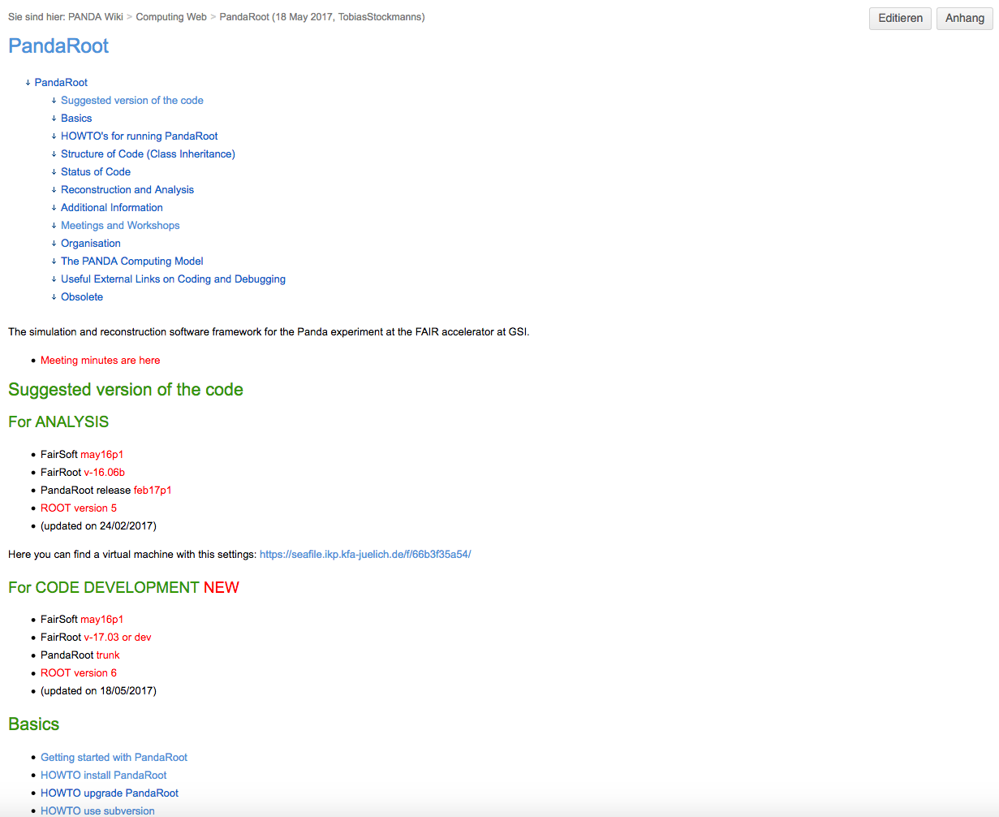 Sie sind hier: PANDA Wiki > Computing Web > PandaRoot (18 May 2017, TobiasStockmanns)
Editieren
Anhang
PandaRoot
↓ PandaRoot
↓ Suggested version of the code
↓ Basics
↓ HOWTO's for running PandaRoot
↓ Structure of Code (Class Inheritance)
↓ Status of Code
↓ Reconstruction and Analysis
↓ Additional Information
↓ Meetings and Workshops
↓ Organisation
↓ The PANDA Computing Model
↓ Useful External Links on Coding and Debugging
↓ Obsolete
The simulation and reconstruction software framework for the Panda experiment at the FAIR accelerator at GSI.
• Meeting minutes are here
Suggested version of the code
For ANALYSIS
• FairSoft may16p1
• FairRoot v-16.06b
• PandaRoot release feb17p1
• ROOT version 5
• (updated on 24/02/2017)
Here you can find a virtual machine with this settings: https://seafile.ikp.kfa-juelich.de/f/66b3f35a54/
For CODE DEVELOPMENT NEW
• FairSoft may16p1
• FairRoot v-17.03 or dev
• PandaRoot trunk
• ROOT version 6
• (updated on 18/05/2017)
Basics
• Getting started with PandaRoot
• HOWTO install PandaRoot
• HOWTO upgrade PandaRoot
• HOWTO use subversion